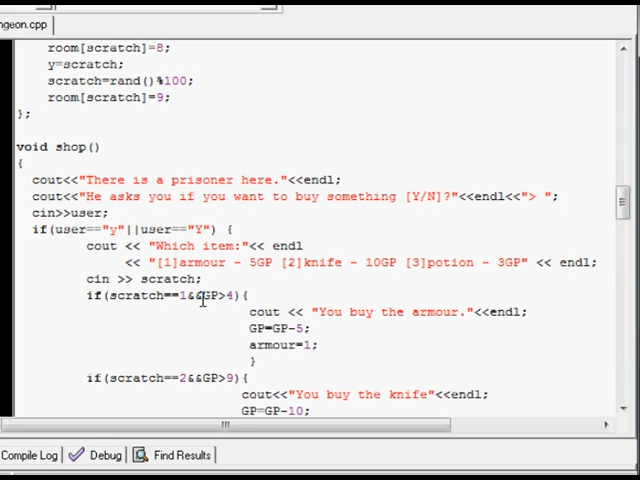 ngeon.cpp
room[scratch]=8;
y=scratch;
scratch=rand()%100;
room[scratch]=9;
};
void shop()
{
cout<<"There is a prisoner here."<<endl;
cout<<"He asks you if you want to buy something [Y/N]?"<<endl<<"> ";
cin>>user;
if(user=="y"||user=="Y") {
cout << "Which item:"<< endl
<< "[1]armour - 5GP [2]knife - 10GP [3]potion - 3GP" << endl;
cin >> scratch;
if(scratch==1&&GP>4){
cout << "You buy the armour."<<endl;
GP=GP-5;
armour=1;
}
if(scratch==2&&GP>9){
cout<<"You buy the knife"<<endl;
GP=GP-10;
Compile Log Debug Find Results